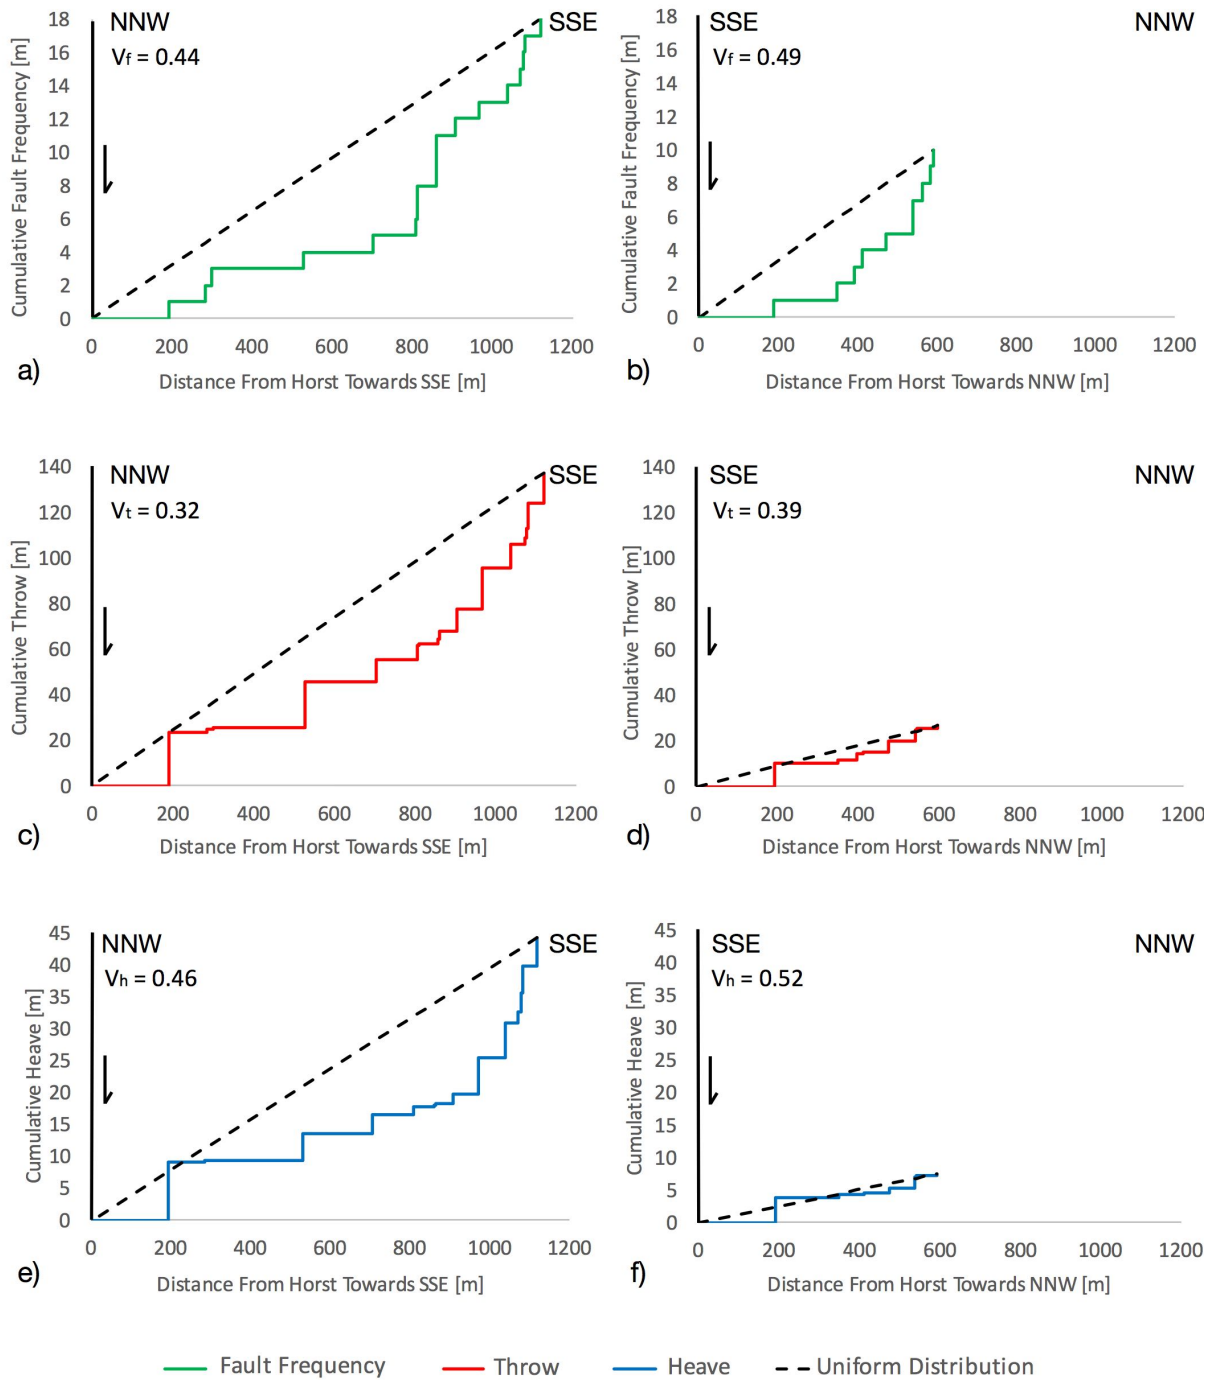 NNW
SSE
Vf = 0.44
Cumulative Fault Frequency [m]
18
16
14
12
10
8
6
4
2
0
0 200 400 600 800 1000 1200
a)
Distance From Horst Towards SSE [m]
SSE
NNW
Vf = 0.49
Cumulative Fault Frequency [m]
18
16
14
12
10
8
6
4
2
0
0 200 400 600 800 1000 1200
b)
Distance From Horst Towards NNW [m]
NNW
SSE
Vt = 0.32
Cumulative Throw [m]
140
120
100
80
60
40
20
0
0 200 400 600 800 1000 1200
c)
Distance From Horst Towards SSE [m]
SSE
NNW
Vt = 0.39
Cumulative Throw [m]
140
120
100
80
60
40
20
0
0 200 400 600 800 1000 1200
d)
Distance From Horst Towards NNW [m]
NNW
SSE
Vh = 0.46
Cumulative Heave [m]
45
40
35
30
25
20
15
10
5
0
0 200 400 600 800 1000 1200
e)
Distance From Horst Towards SSE [m]
SSE
NNW
Vh = 0.52
Cumulative Heave [m]
45
40
35
30
25
20
15
10
5
0
0 200 400 600 800 1000 1200
f)
Distance From Horst Towards NNW [m]
Fault Frequency Throw Heave Uniform Distribution